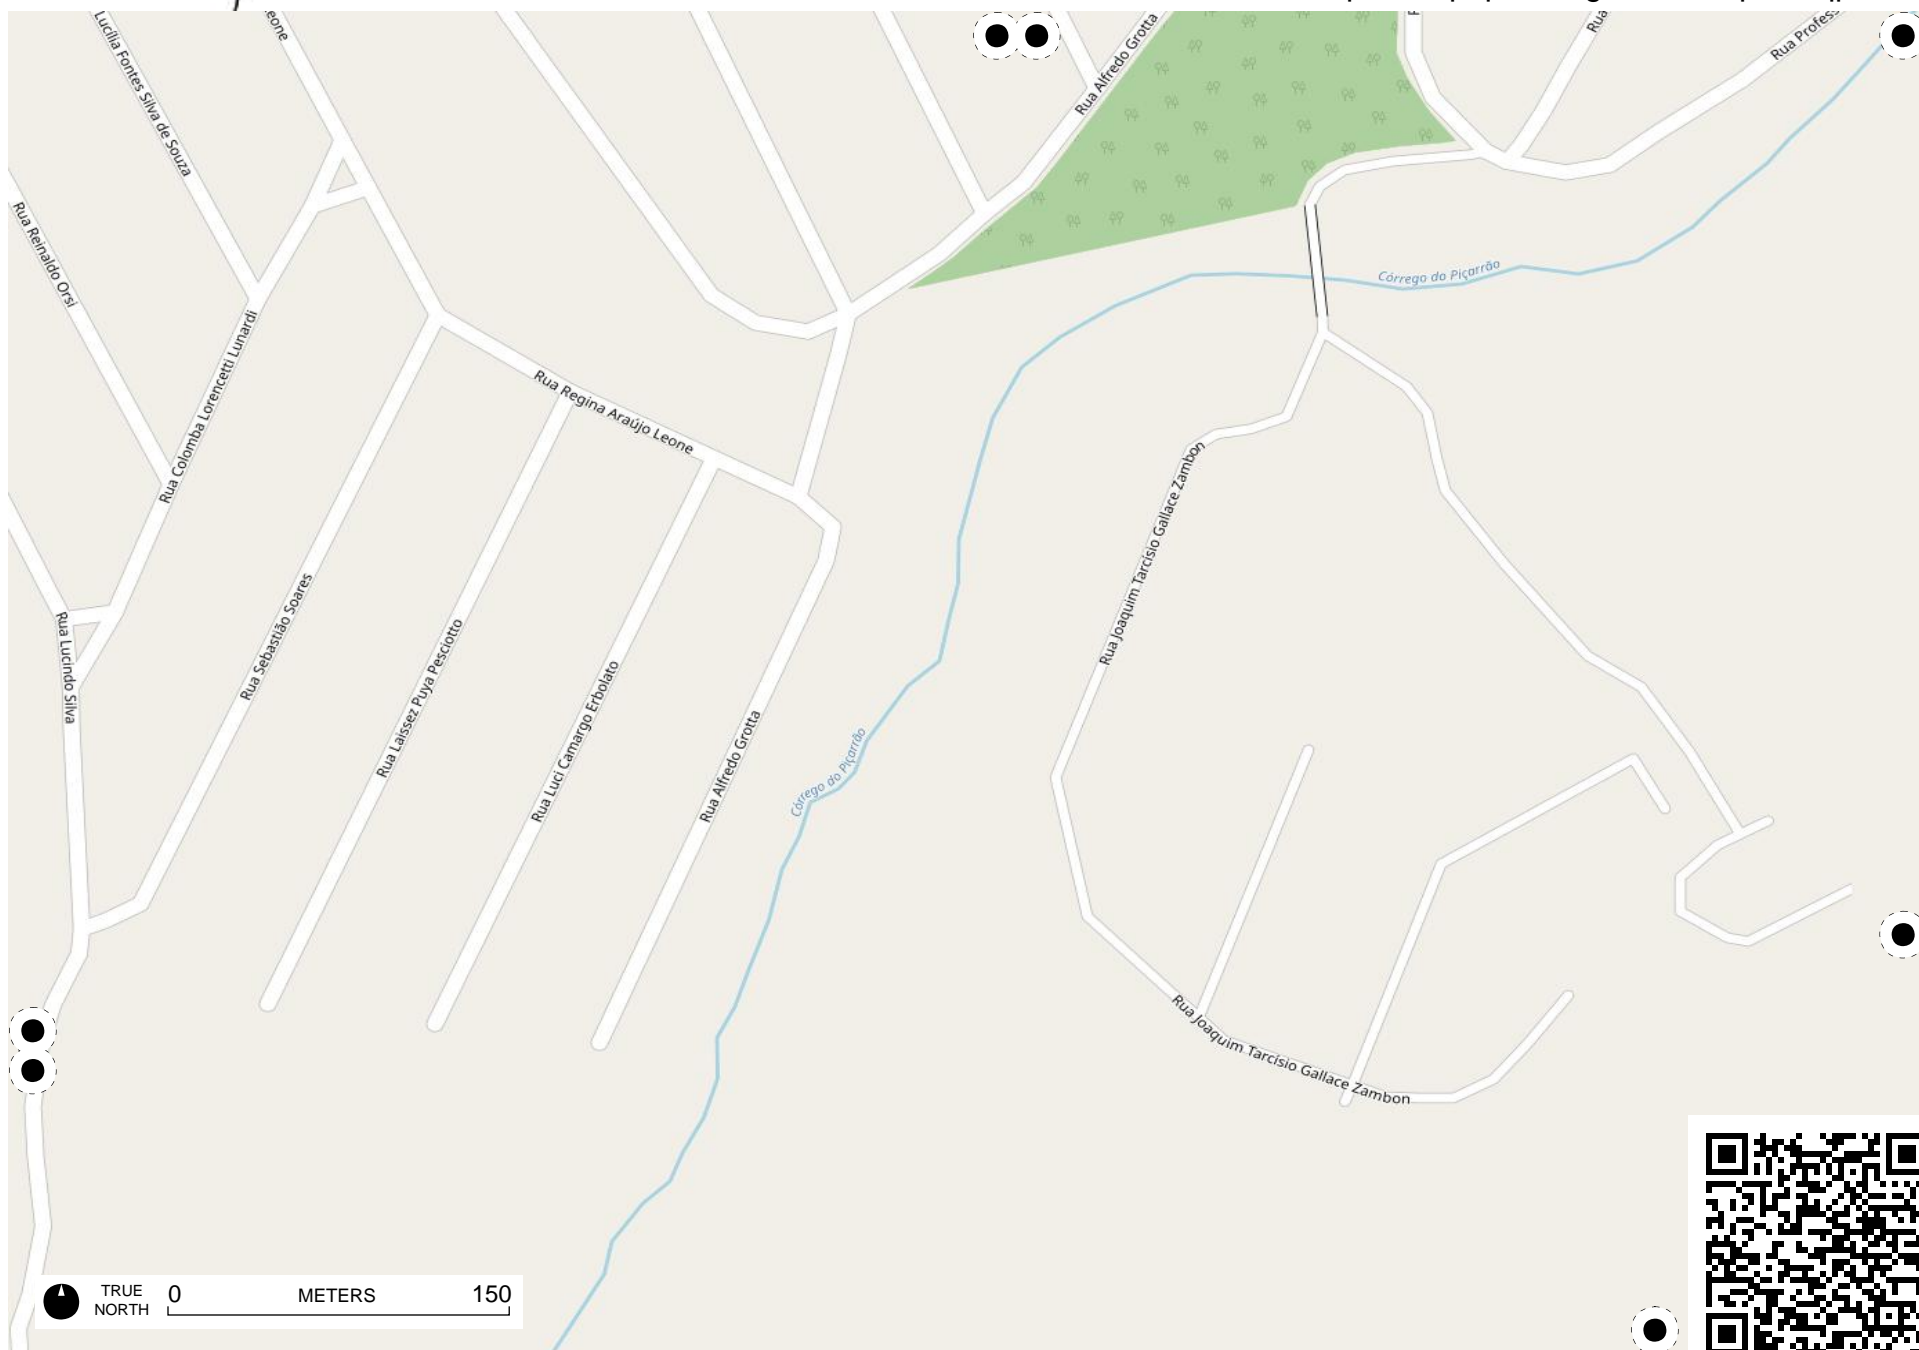 Lucília Fontes Silva de Souza
Leone
Rua Alfredo Grotta
Rua
Rua Profess
Rua Reinaldo Orsi
Rua Colomba Lorencetti Lunardi
Córrego do Piçarrão
Rua Regina Araújo Leone
Rua Joaquim Tarcísio Gallace Zambon
Rua Sebastião Soares
Rua Lucindo Silva
Rua Laissez Puya Pesciotto
Rua Luci Camargo Erbolato
Rua Alfredo Grotta
Córrego do Piçarrão
Rua Joaquim Tarcísio Gallace Zambon
TRUE
NORTH
0 METERS 150